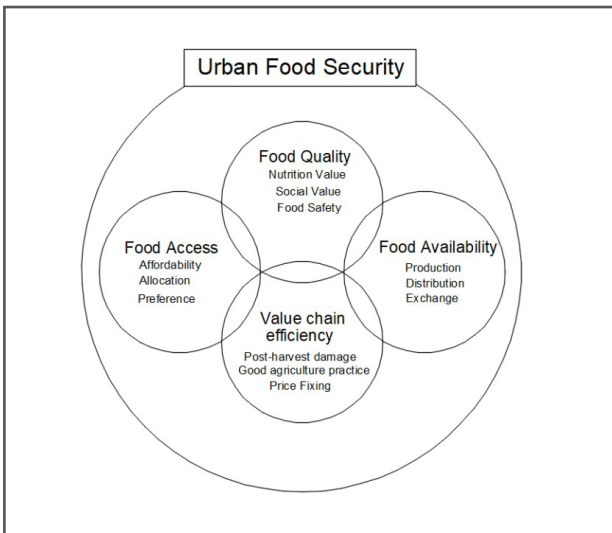 Urban Food Security
Food Quality
Nutrition Value
Social Value
Food Safety
Food Access
Affordability
Allocation
Preference
Food Availability
Production
Distribution
Exchange
Value chain
efficiency
Post-harvest damage
Good agriculture practice
Price Fixing